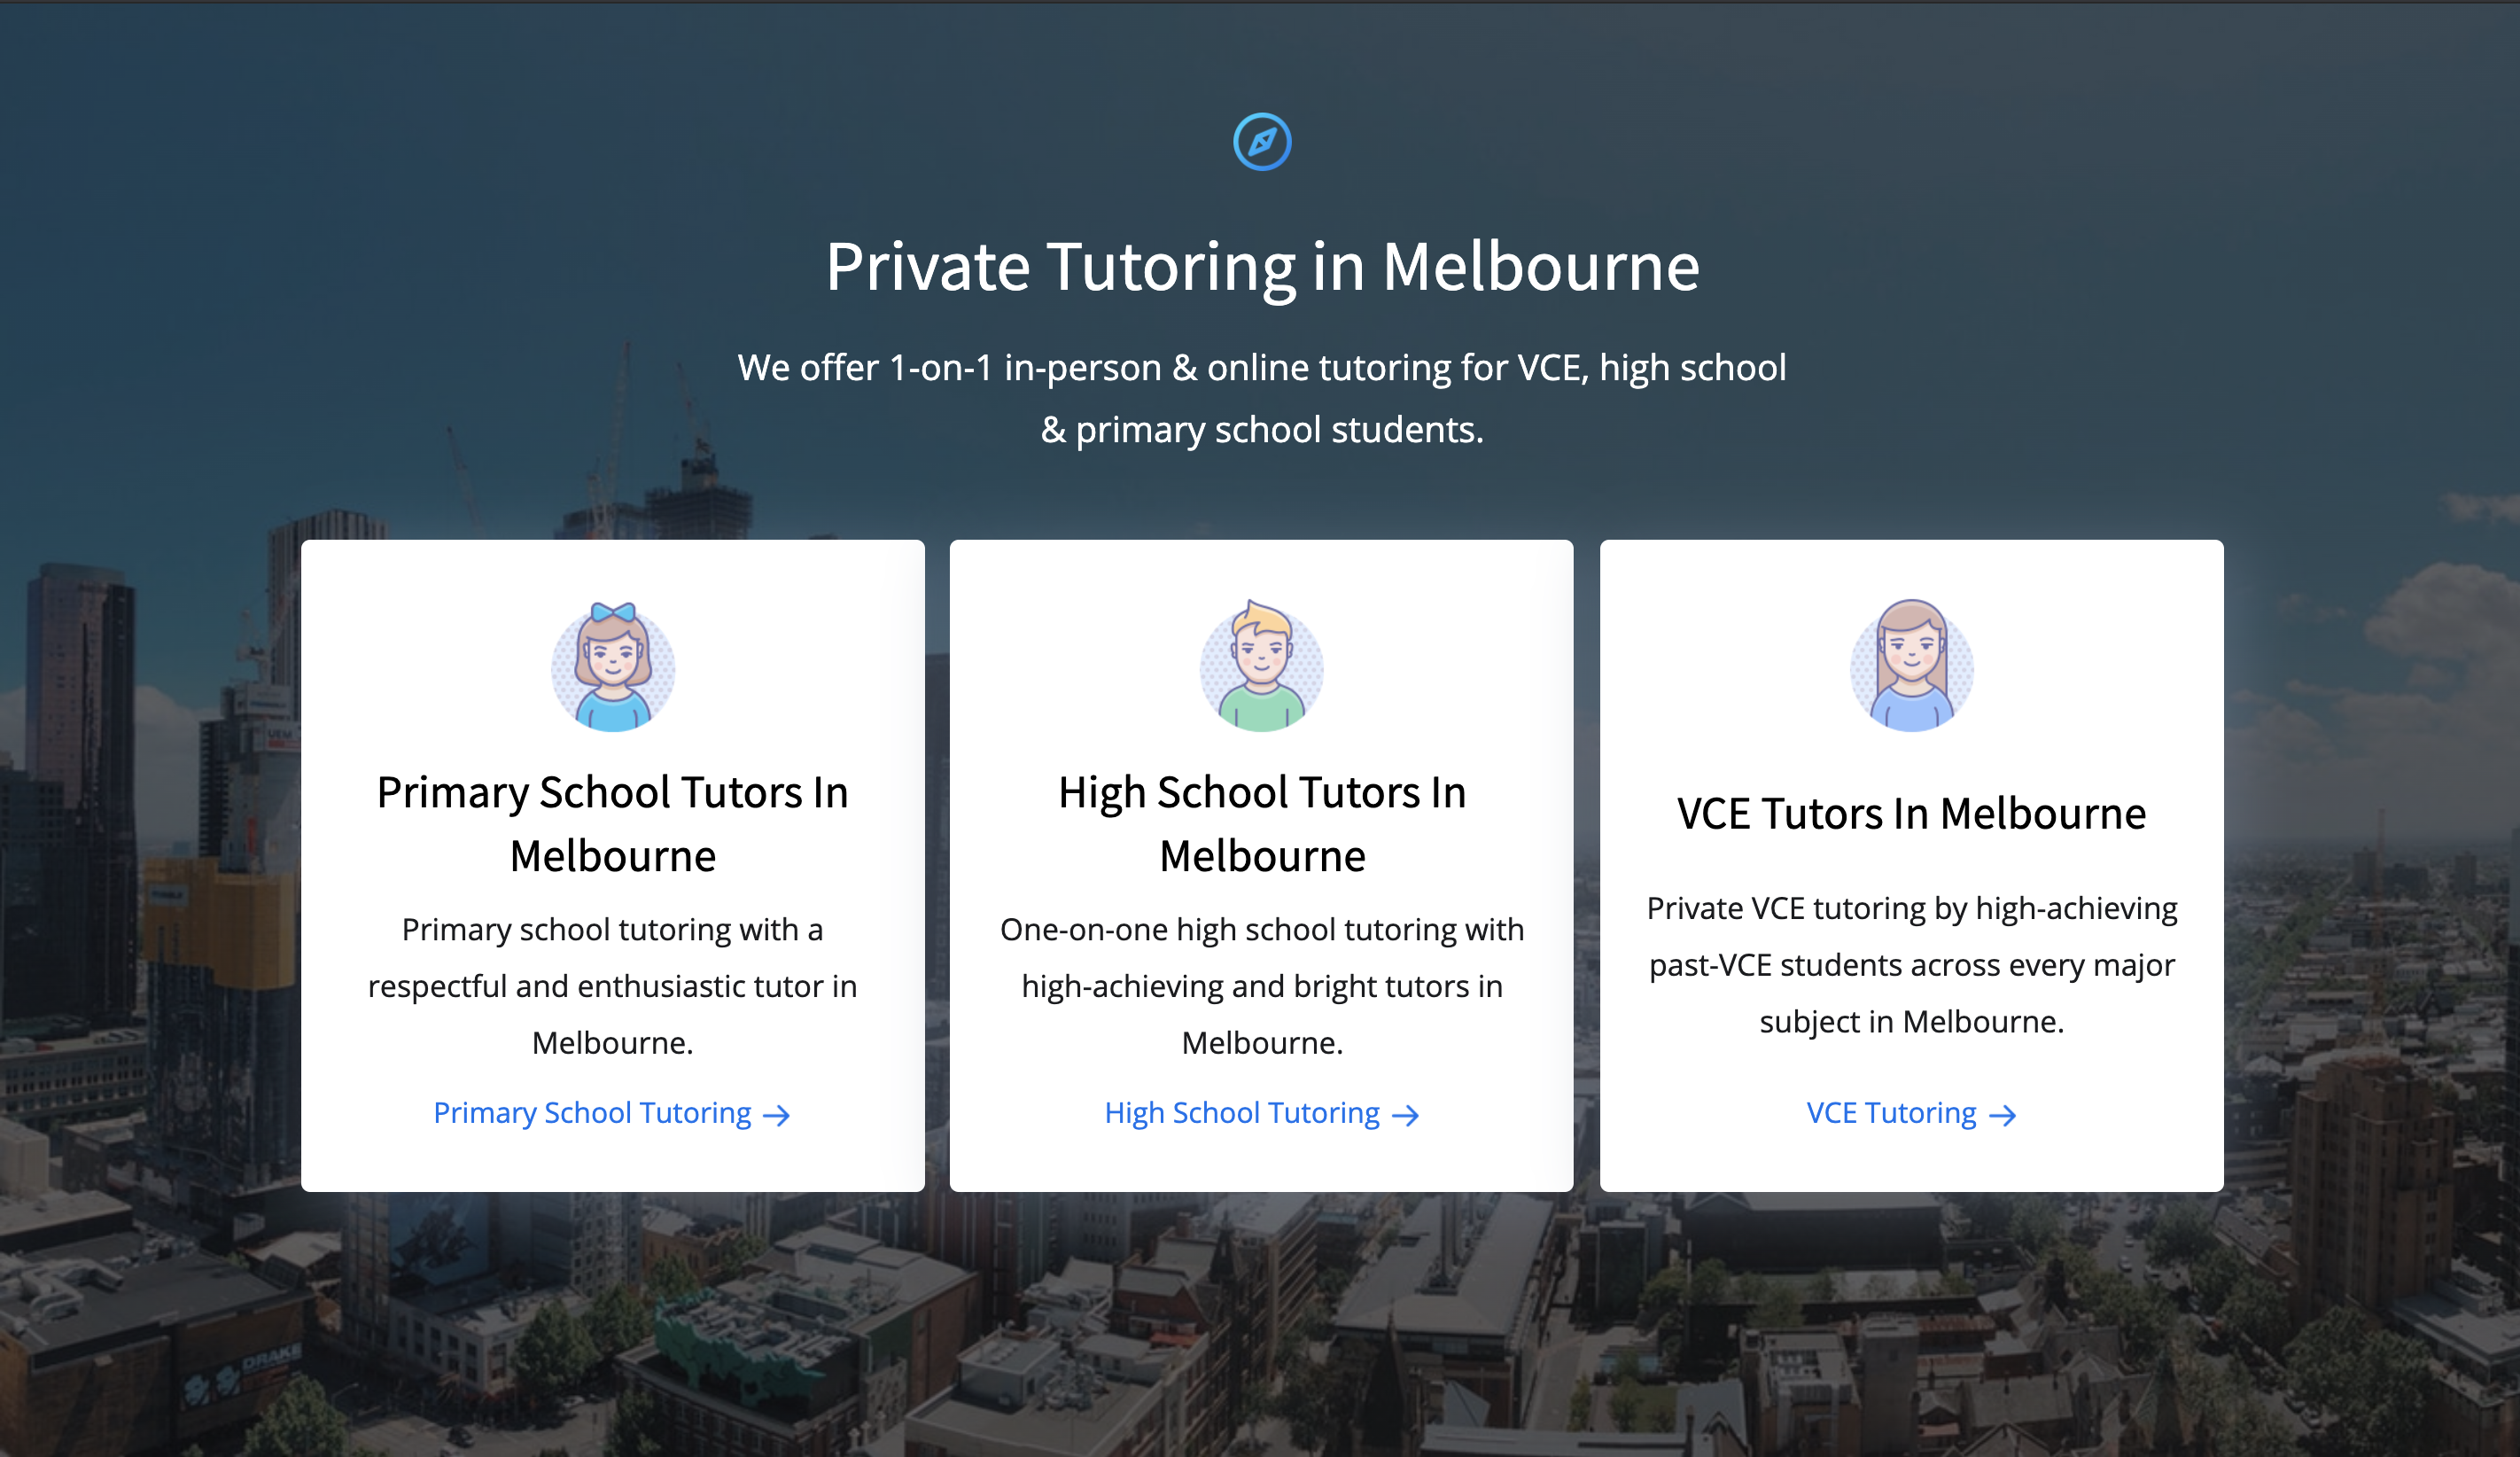 Private Tutoring in Melbourne
We offer 1-on-1 in-person & online tutoring for VCE, high school
& primary school students.
Primary School Tutors In
Melbourne
Primary school tutoring with a
respectful and enthusiastic tutor in
Melbourne.
Primary School Tutoring →
High School Tutors In
Melbourne
One-on-one high school tutoring with
high-achieving and bright tutors in
Melbourne.
High School Tutoring →
VCE Tutors In Melbourne
Private VCE tutoring by high-achieving
past-VCE students across every major
subject in Melbourne.
VCE Tutoring →
DRAKE